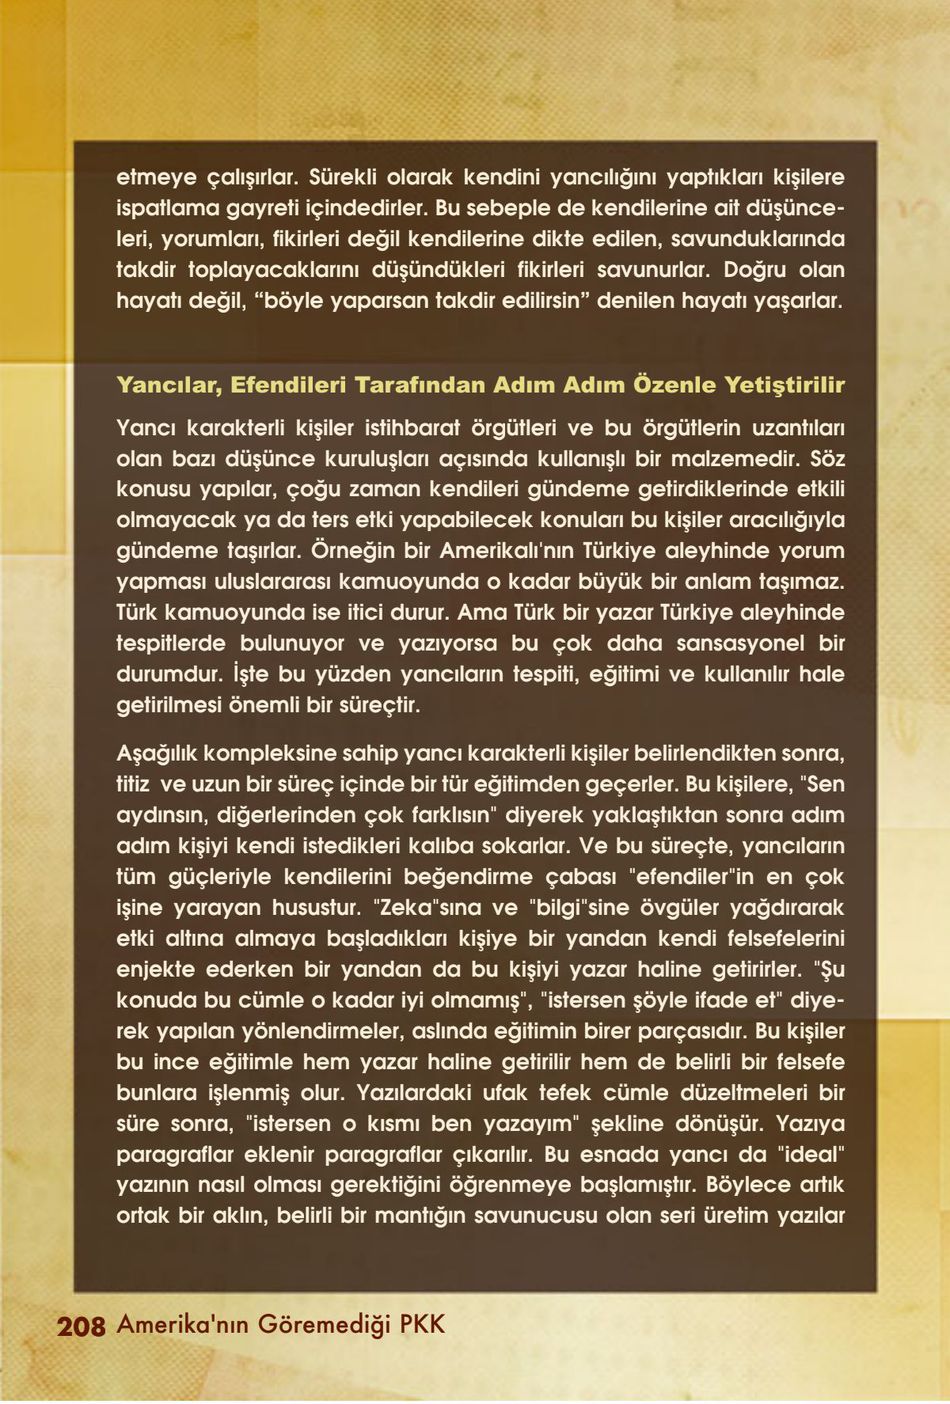 etmeye çalışırlar. Sürekli olarak kendini yancılığını yaptıkları kişilere
ispatlama gayreti içindedirler. Bu sebeple de kendilerine ait düşünce-
leri, yorumları, fikirleri değil kendilerine dikte edilen, savunduklarında
takdir toplayacaklarını düşündükleri fikirleri savunurlar. Doğru olan
hayatı değil, “böyle yaparsan takdir edilirsin” denilen hayatı yaşarlar.
Yancılar, Efendileri Tarafından Adım Adım Özenle Yetiştirilir
Yancı karakterli kişiler istihbarat örgütleri ve bu örgütlerin uzantıları
olan bazı düşünce kuruluşları açısında kullanışlı bir malzemedir. Söz
konusu yapılar, çoğu zaman kendileri gündeme getirdiklerinde etkili
olmayacak ya da ters etki yapabilecek konuları bu kişiler aracılığıyla
gündeme taşırlar. Örneğin bir Amerikalı'nın Türkiye aleyhinde yorum
yapması uluslararası kamuoyunda o kadar büyük bir anlam taşımaz.
Türk kamuoyunda ise itici durur. Ama Türk bir yazar Türkiye aleyhinde
tespitlerde bulunuyor ve yazıyorsa bu çok daha sansasyonel bir
durumdur. İşte bu yüzden yancıların tespiti, eğitimi ve kullanılır hale
getirilmesi önemli bir süreçtir.
Aşağılık kompleksine sahip yancı karakterli kişiler belirlendikten sonra,
titiz ve uzun bir süreç içinde bir tür eğitimden geçerler. Bu kişilere, "Sen
aydınsın, diğerlerinden çok farklısın" diyerek yaklaştıktan sonra adım
adım kişiyi kendi istedikleri kalıba sokarlar. Ve bu süreçte, yancıların
tüm güçleriyle kendilerini beğendirme çabası "efendiler"in en çok
işine yarayan husustur. "Zeka"sına ve "bilgi"sine övgüler yağdırarak
etki altına almaya başladıkları kişiye bir yandan kendi felsefelerini
enjekte ederken bir yandan da bu kişiyi yazar haline getirirler. "Şu
konuda bu cümle o kadar iyi olmamış", "istersen şöyle ifade et" diye-
rek yapılan yönlendirmeler, aslında eğitimin birer parçasıdır. Bu kişiler
bu ince eğitimle hem yazar haline getirilir hem de belirli bir felsefe
bunlara işlenmiş olur. Yazılardaki ufak tefek cümle düzeltmeleri bir
süre sonra, "istersen o kısmı ben yazayım" şekline dönüşür. Yazıya
paragraflar eklenir paragraflar çıkarılır. Bu esnada yancı da "ideal"
yazının nasıl olması gerektiğini öğrenmeye başlamıştır. Böylece artık
ortak bir aklın, belirli bir mantığın savunucusu olan seri üretim yazılar
208 Amerika'nın Göremediği PKK